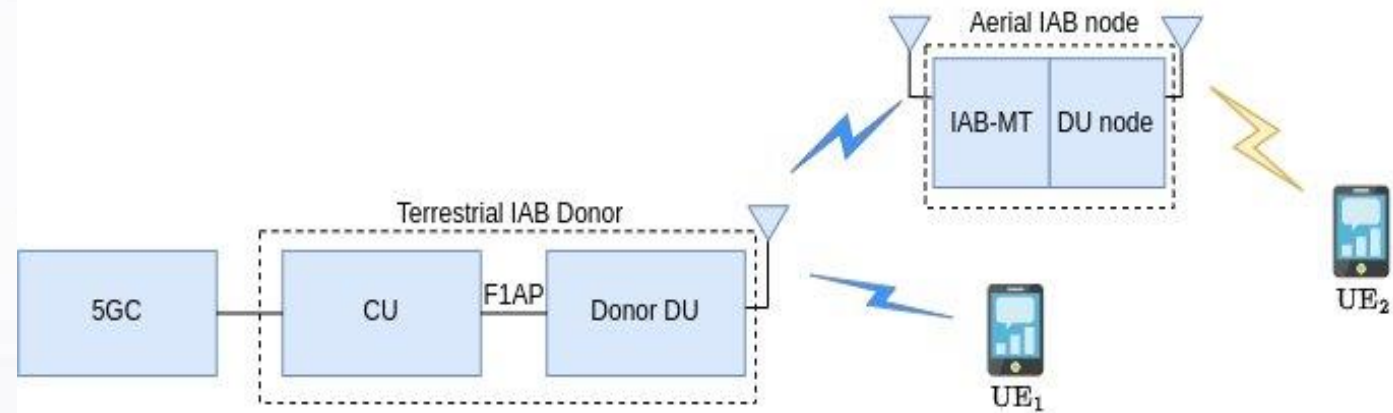 Aerial IAB node
IAB-MT
DU node
Terrestrial IAB Donor
5GC
CU
F1AP
Donor DU
UE₁
UE₂